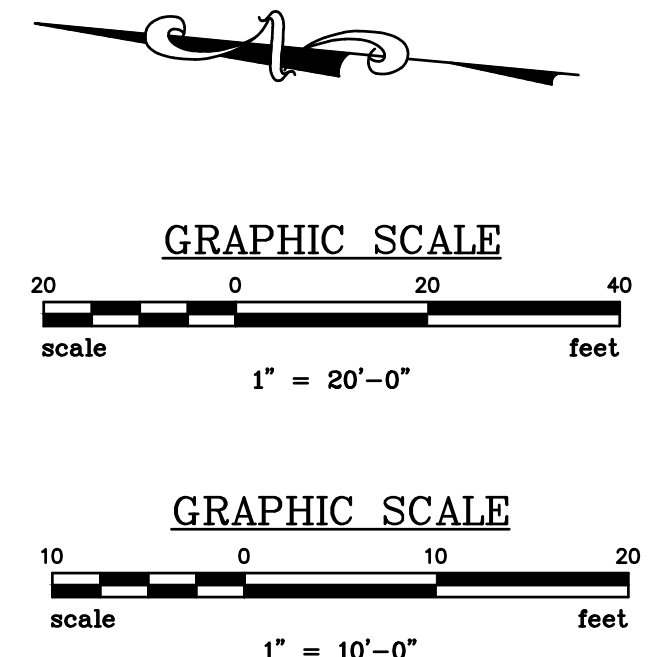 GRAPHIC SCALE
20 0 20 40
scale feet
1" = 20'-0"
GRAPHIC SCALE
10 0 10 20
scale feet
1" = 10'-0"